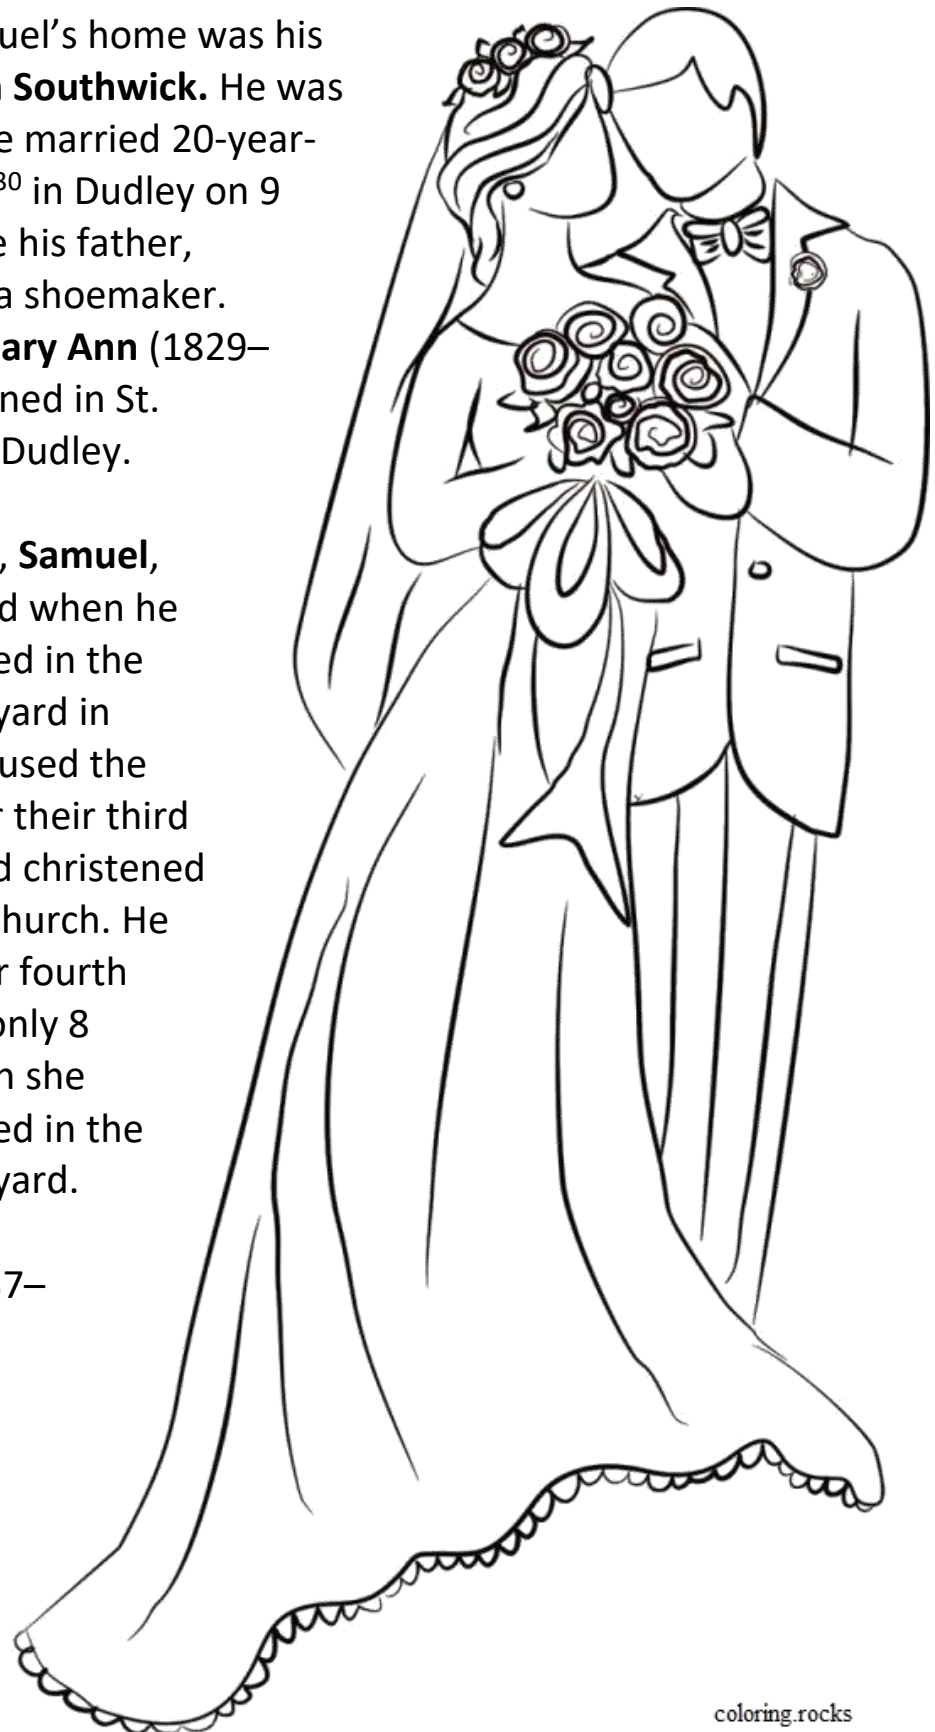 uel’s home was his
Southwick. He was
e married 20-year-
³⁰ in Dudley on 9
e his father,
a shoemaker.
ary Ann (1829–
ned in St.
Dudley.
, Samuel,
d when he
ed in the
yard in
used the
r their third
d christened
hurch. He
r fourth
only 8
n she
ed in the
yard.
7–
coloring.rocks